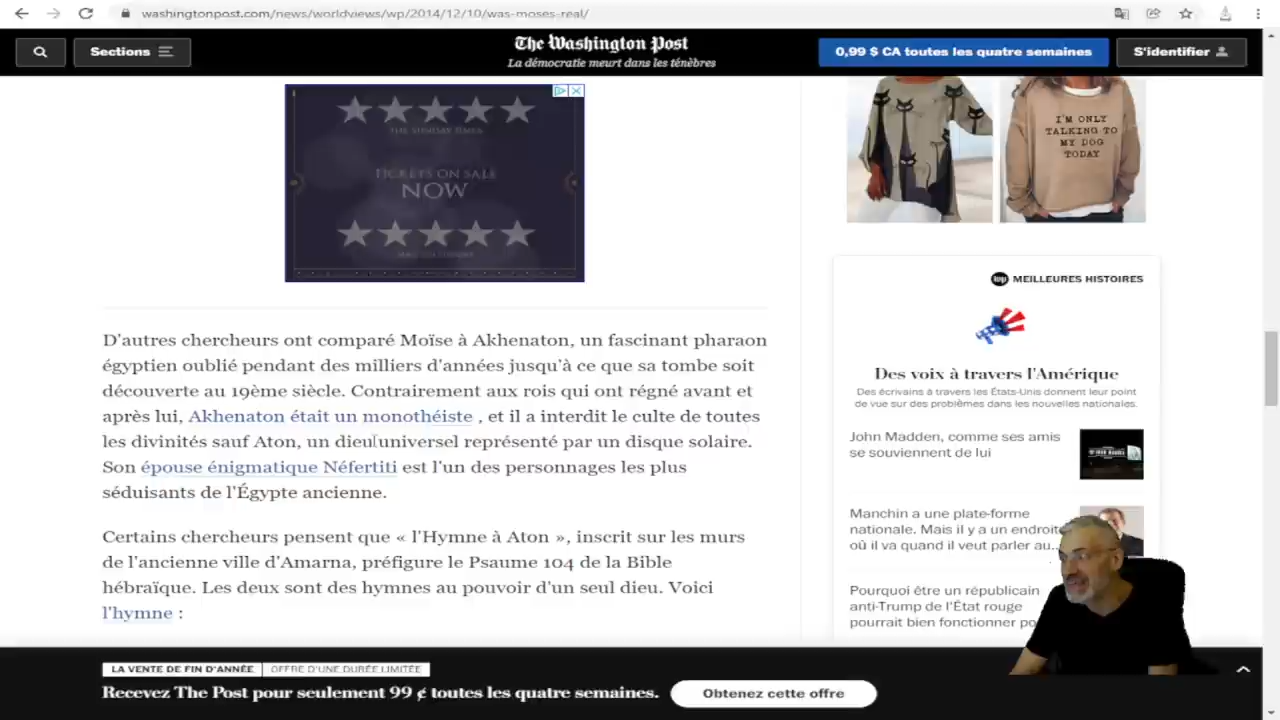 washingtonpost.com/news/worldviews/wp/2014/12/10/was-moses-real/
Sections
The Washington Post
La démocratie meurt dans les ténèbres
0,99 $ CA toutes les quatre semaines
S'identifier
THE SUNDAY TIMES
TICKETS ON SALE
NOW
I'M ONLY
TALKING TO
MY DOG
TODAY
D'autres chercheurs ont comparé Moïse à Akhenaton, un fascinant pharaon
égyptien oublié pendant des milliers d'années jusqu'à ce que sa tombe soit
découverte au 19ème siècle. Contrairement aux rois qui ont régné avant et
après lui, Akhenaton était un monothéiste , et il a interdit le culte de toutes
les divinités sauf Aton, un dieu universel représenté par un disque solaire.
Son épouse énigmatique Néfertiti est l'un des personnages les plus
séduisants de l'Égypte ancienne.
Certains chercheurs pensent que « l'Hymne à Aton », inscrit sur les murs
de l'ancienne ville d'Amarna, préfigure le Psaume 104 de la Bible
hébraïque. Les deux sont des hymnes au pouvoir d'un seul dieu. Voici
l'hymne :
wp MEILLEURES HISTOIRES
Des voix à travers l'Amérique
Des écrivains à travers les États-Unis donnent leur point
de vue sur des problèmes dans les nouvelles nationales.
John Madden, comme ses amis
se souviennent de lui
Manchin a une plate-forme
nationale. Mais il y a un endroit
où il va quand il veut parler au...
Pourquoi être un républicain
anti-Trump de l'État rouge
pourrait bien fonctionner
LA VENTE DE FIN D'ANNÉE
OFFRE D'UNE DURÉE LIMITÉE
Recevez The Post pour seulement 99 ¢ toutes les quatre semaines.
Obtenez cette offre